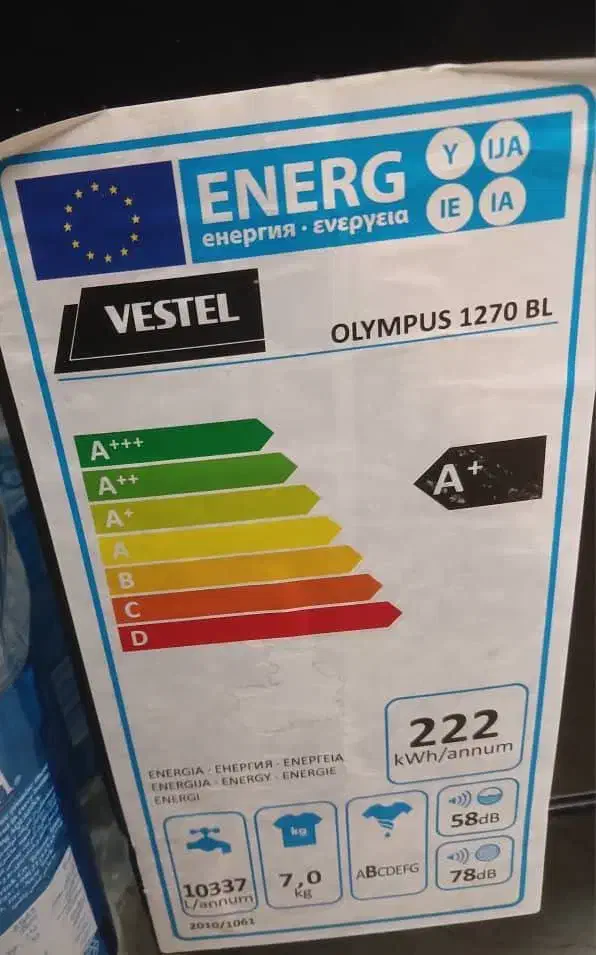 ENERG
енергия · ενεργεια
Y IJA
IE IA
VESTEL
OLYMPUS 1270 BL
A+++
A++
A+
A
B
C
D
A+
222
kWh/annum
ENERGIA · ЕНЕРГИЯ · ΕΝΕΡΓΕΙΑ
ENERGIJA · ENERGY · ENERGIE
ENERGI
10337
L/annum
kg
7,0
kg
ABCDEFG
58dB
78dB
2010/1061